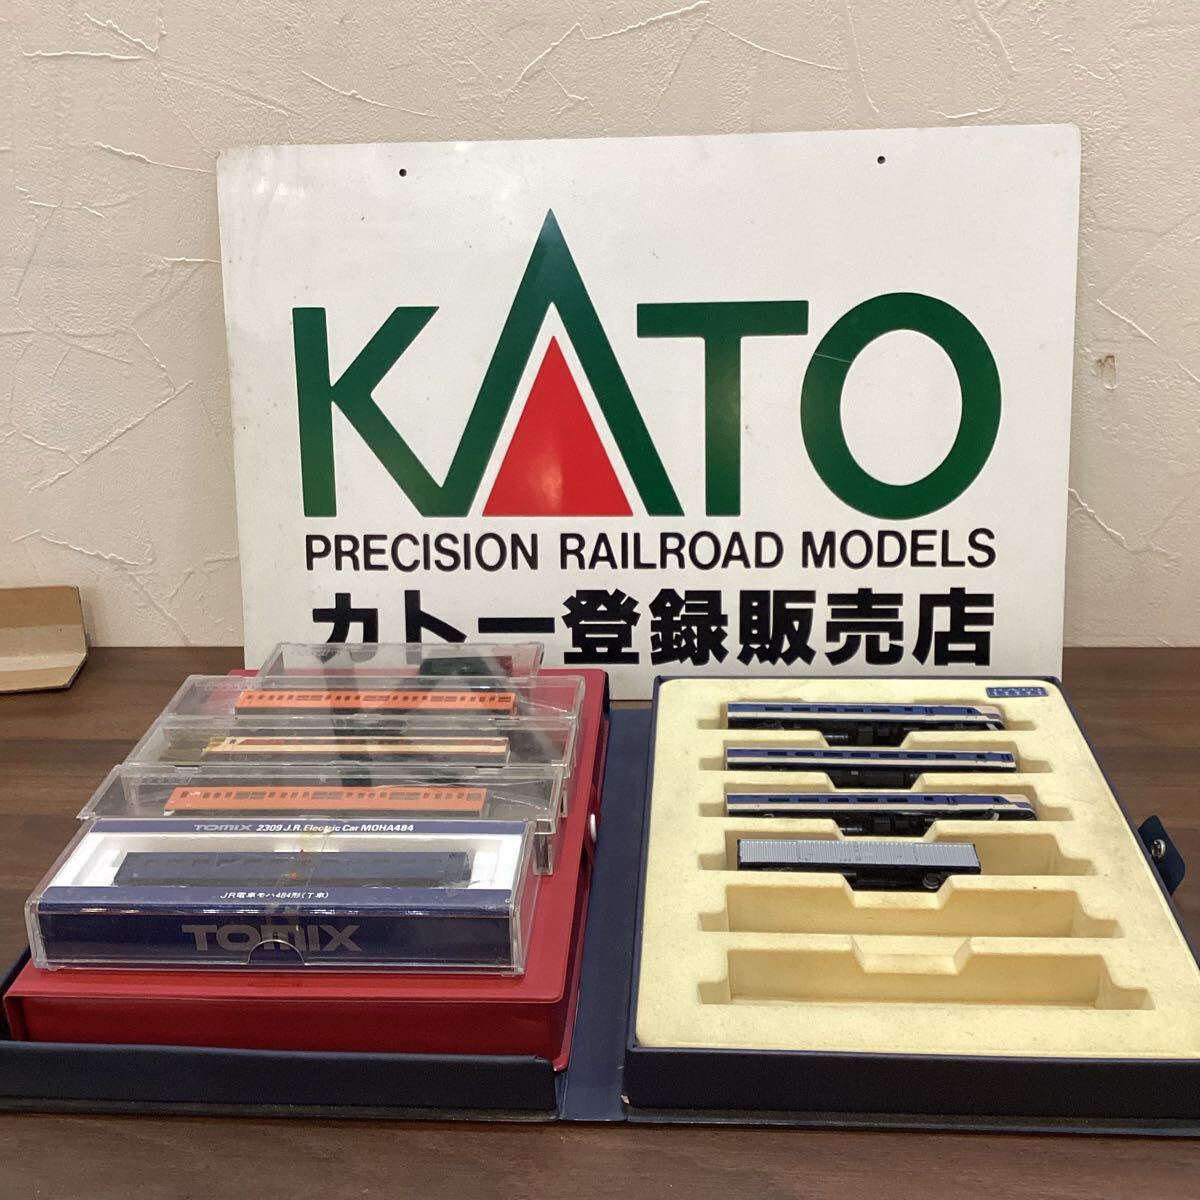 KATO
PRECISION RAILROAD MODELS
カトー登録販売店
KATO
TOMIX 2309 J.R. Electric Car MOHA484
JR電車モハ484形(T車)
TOMIX